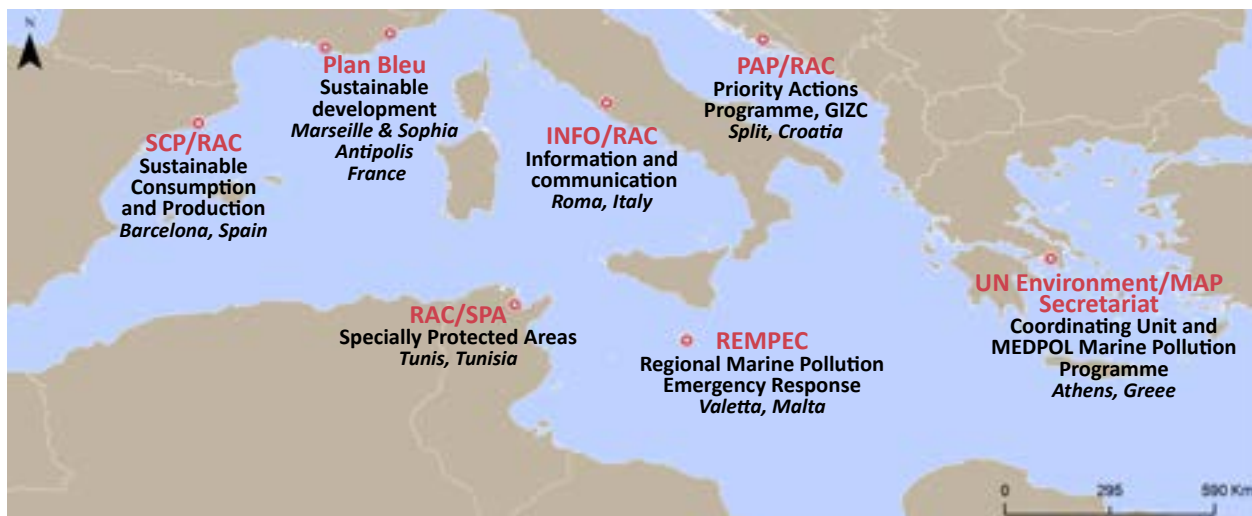 N
Plan Bleu
Sustainable
development
Marseille & Sophia
Antipolis
France
PAP/RAC
Priority Actions
Programme, GIZC
Split, Croatia
SCP/RAC
Sustainable
Consumption
and Production
Barcelona, Spain
INFO/RAC
Information and
communication
Roma, Italy
UN Environment/MAP
Secretariat
Coordinating Unit and
MEDPOL Marine Pollution
Programme
Athens, Greee
RAC/SPA
Specially Protected Areas
Tunis, Tunisia
REMPEC
Regional Marine Pollution
Emergency Response
Valetta, Malta
0 295 590 Km